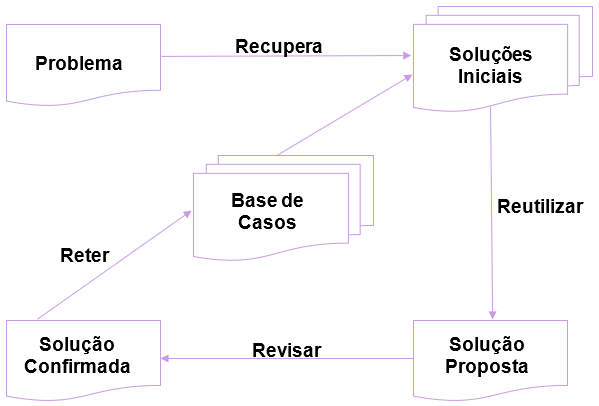 Problema
Recupera
Soluções
Iniciais
Base de
Casos
Reutilizar
Reter
Solução
Confirmada
Revisar
Solução
Proposta